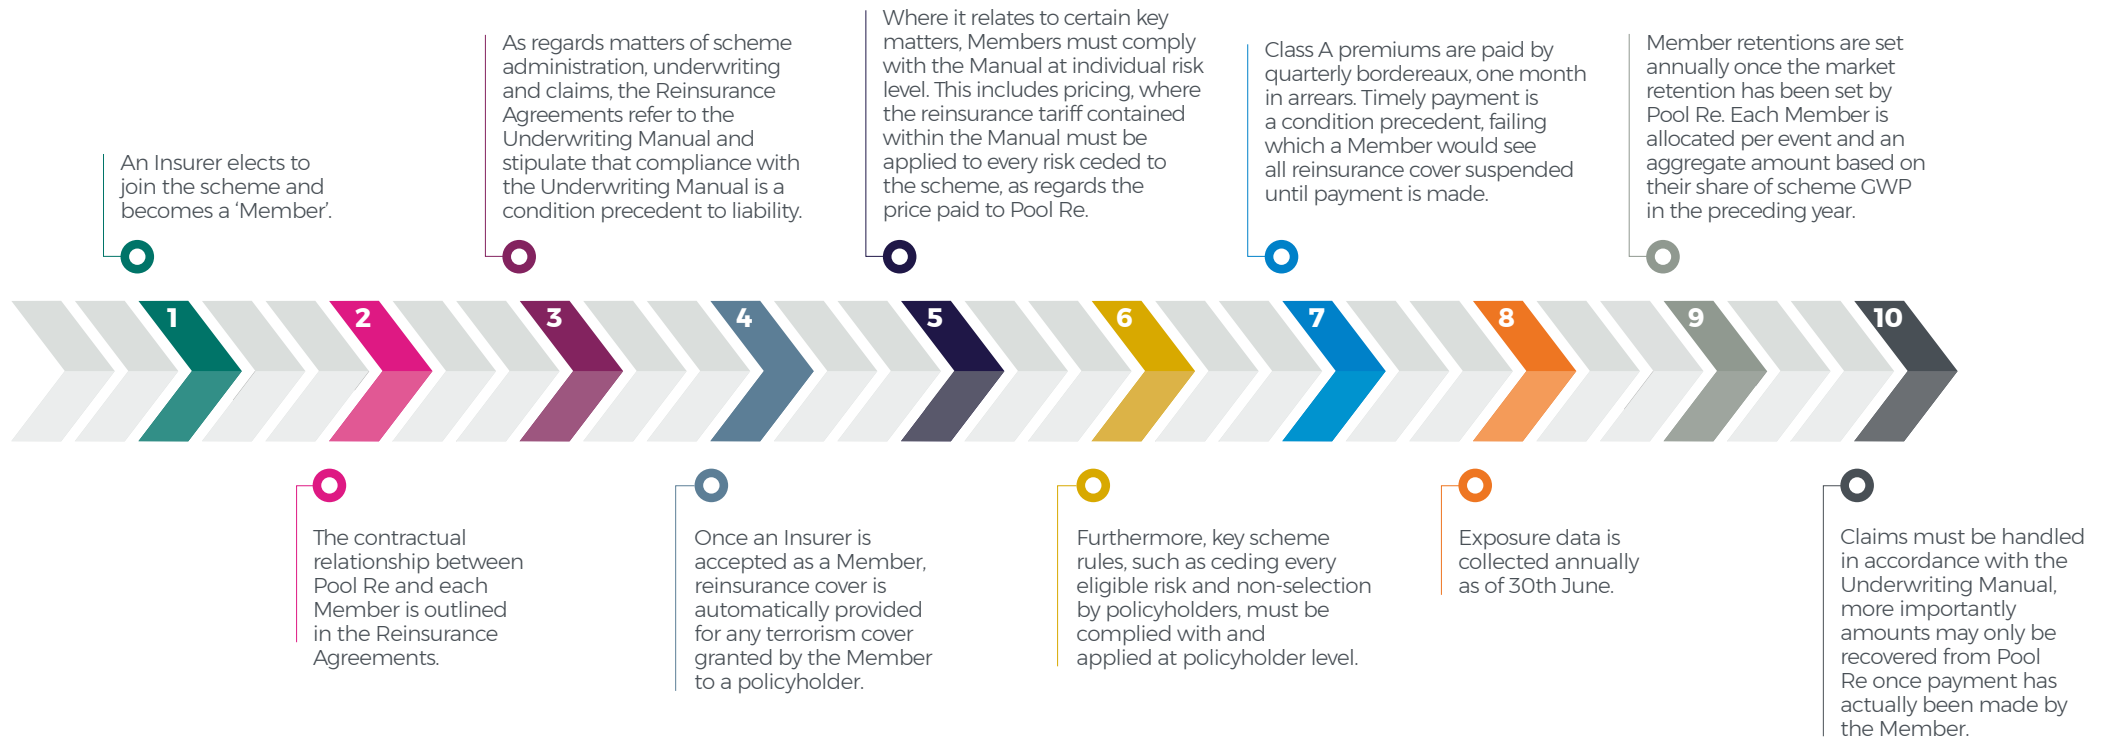 An Insurer elects to
join the scheme and
becomes a ‘Member’.
As regards matters of scheme
administration, underwriting
and claims, the Reinsurance
Agreements refer to the
Underwriting Manual and
stipulate that compliance with
the Underwriting Manual is a
condition precedent to liability.
Where it relates to certain key
matters, Members must comply
with the Manual at individual risk
level. This includes pricing, where
the reinsurance tariff contained
within the Manual must be
applied to every risk ceded to
the scheme, as regards the
price paid to Pool Re.
Class A premiums are paid by
quarterly bordereaux, one month
in arrears. Timely payment is
a condition precedent, failing
which a Member would see
all reinsurance cover suspended
until payment is made.
Member retentions are set
annually once the market
retention has been set by
Pool Re. Each Member is
allocated per event and an
aggregate amount based on
their share of scheme GWP
in the preceding year.
1
2
3
4
5
6
7
8
9
10
The contractual
relationship between
Pool Re and each
Member is outlined
in the Reinsurance
Agreements.
Once an Insurer is
accepted as a Member,
reinsurance cover is
automatically provided
for any terrorism cover
granted by the Member
to a policyholder.
Furthermore, key scheme
rules, such as ceding every
eligible risk and non-selection
by policyholders, must be
complied with and
applied at policyholder level.
Exposure data is
collected annually
as of 30th June.
Claims must be handled
in accordance with the
Underwriting Manual,
more importantly
amounts may only be
recovered from Pool
Re once payment has
actually been made by
the Member.